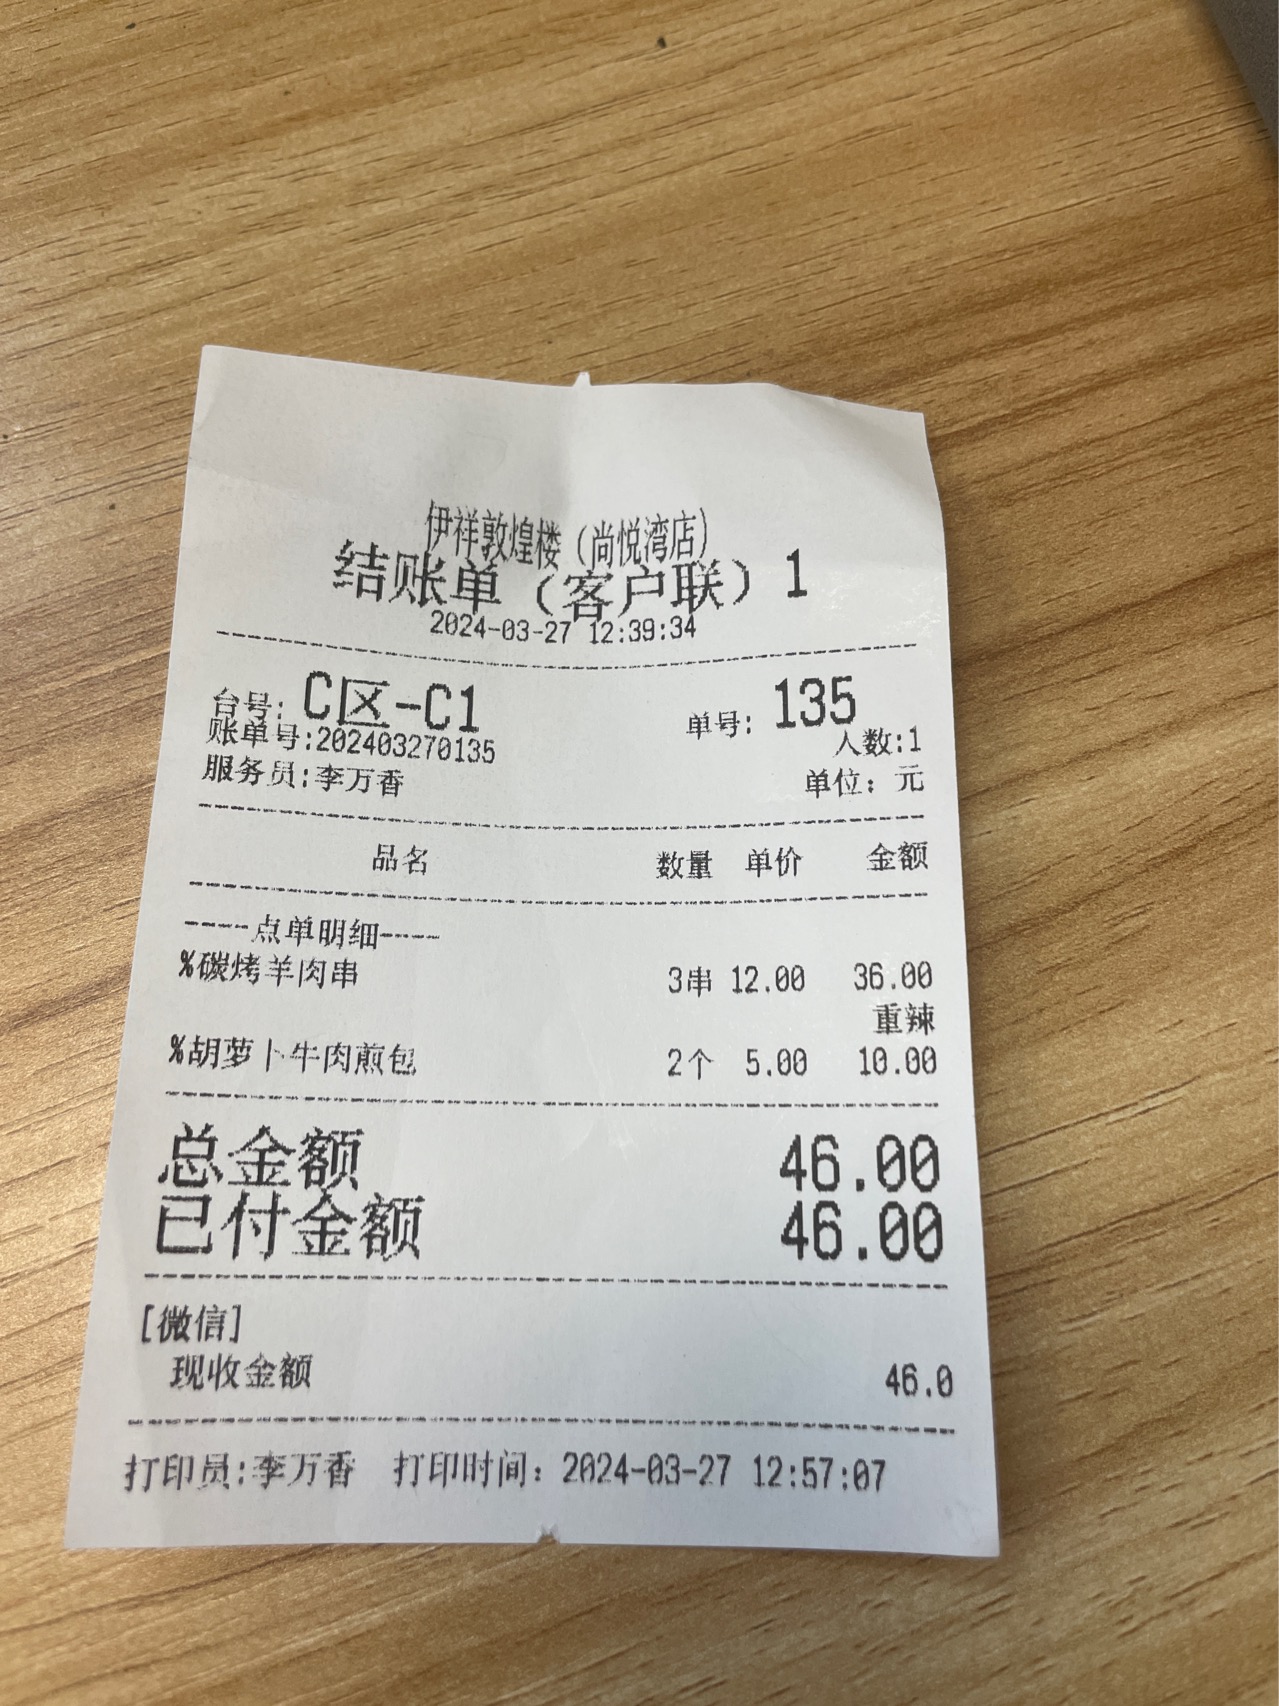 伊祥敦煌楼（尚悦湾店）
结账单（客户联）1
2024-03-27 12:39:34
台号: C区-C1 单号: 135
账单号:202403270135 人数:1
服务员:李万香 单位：元
品名 数量 单价 金额
-----点单明细-----
%碳烤羊肉串 3串 12.00 36.00
重辣
%胡萝卜牛肉煎包 2个 5.00 10.00
总金额 46.00
已付金额 46.00
[微信]
现收金额 46.0
打印员:李万香 打印时间：2024-03-27 12:57:07